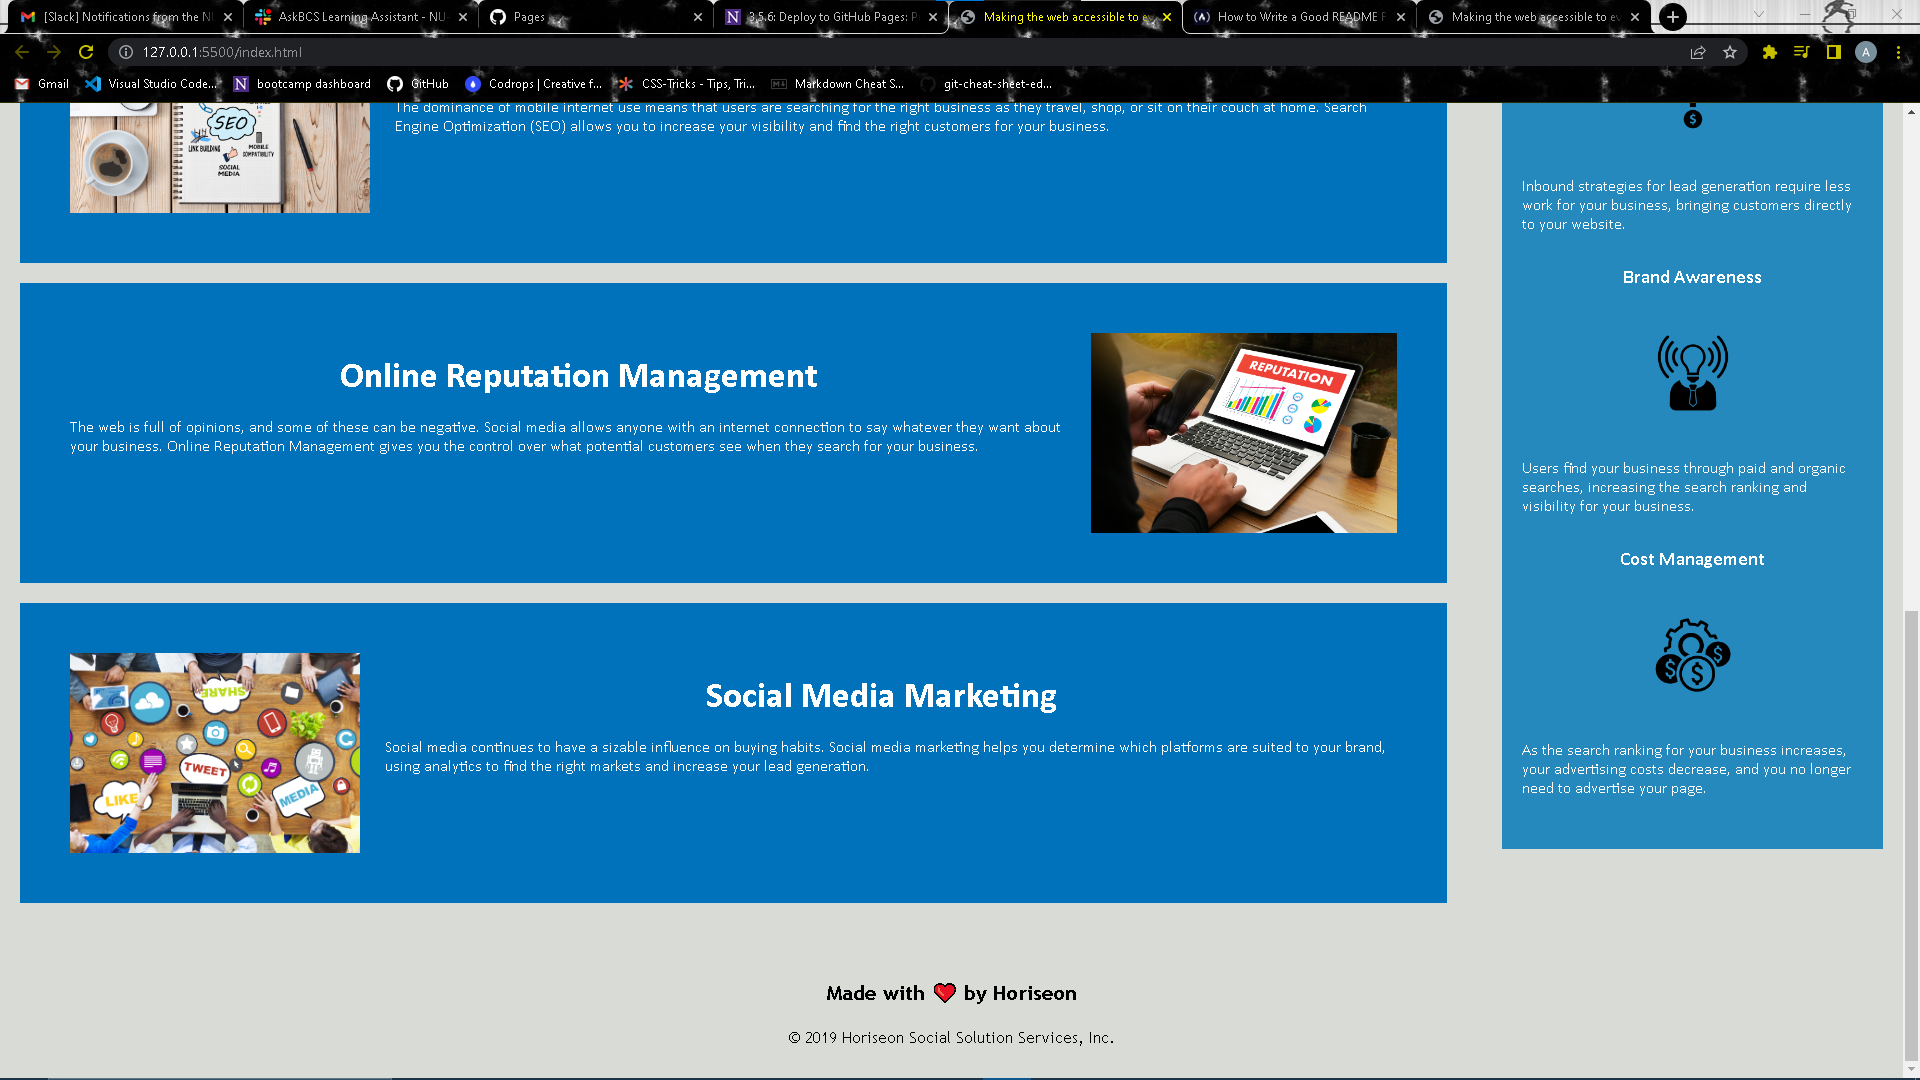 [Slack] Notifications from the NU
AskBCS Learning Assistant - NU-
Pages
3.5.6: Deploy to GitHub Pages: P
Making the web accessible to ev
How to Write a Good README F
Making the web accessible to ev
127.0.0.1:5500/index.html
A
Gmail
Visual Studio Code...
bootcamp dashboard
GitHub
Codrops | Creative f...
CSS-Tricks - Tips, Tri...
Markdown Cheat S...
git-cheat-sheet-ed...
SEO
LINK BUILDING
MOBILE COMPATIBILITY
SOCIAL MEDIA
The dominance of mobile internet use means that users are searching for the right business as they travel, shop, or sit on their couch at home. Search
Engine Optimization (SEO) allows you to increase your visibility and find the right customers for your business.
Online Reputation Management
The web is full of opinions, and some of these can be negative. Social media allows anyone with an internet connection to say whatever they want about
your business. Online Reputation Management gives you the control over what potential customers see when they search for your business.
REPUTATION
SHARE
TWEET
LIKE
MEDIA
Social Media Marketing
Social media continues to have a sizable influence on buying habits. Social media marketing helps you determine which platforms are suited to your brand,
using analytics to find the right markets and increase your lead generation.
Inbound strategies for lead generation require less
work for your business, bringing customers directly
to your website.
Brand Awareness
Users find your business through paid and organic
searches, increasing the search ranking and
visibility for your business.
Cost Management
As the search ranking for your business increases,
your advertising costs decrease, and you no longer
need to advertise your page.
Made with ❤️ by Horiseon
© 2019 Horiseon Social Solution Services, Inc.